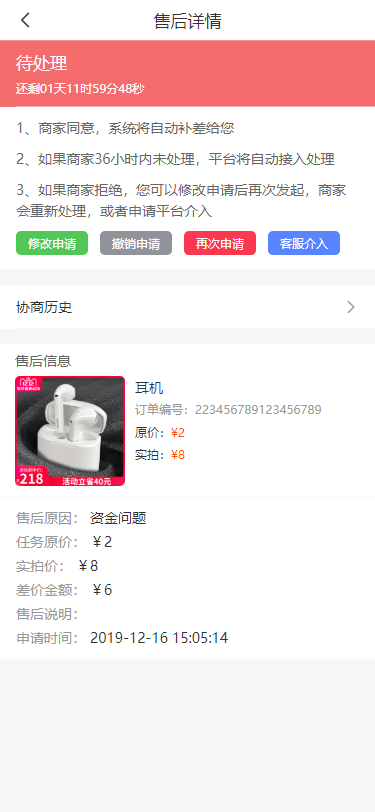 售后详情
待处理
还剩01天11时59分48秒
1、商家同意，系统将自动补差给您
2、如果商家36小时内未处理，平台将自动接入处理
3、如果商家拒绝，您可以修改申请后再次发起，商家
会重新处理，或者申请平台介入
修改申请 撤销申请 再次申请 客服介入
协商历史
售后信息
耳机
订单编号：223456789123456789
原价：¥2
实拍：¥8
218
活动立省40元
售后原因： 资金问题
任务原价： ￥2
实拍价： ￥8
差价金额： ￥6
售后说明：
申请时间： 2019-12-16 15:05:14